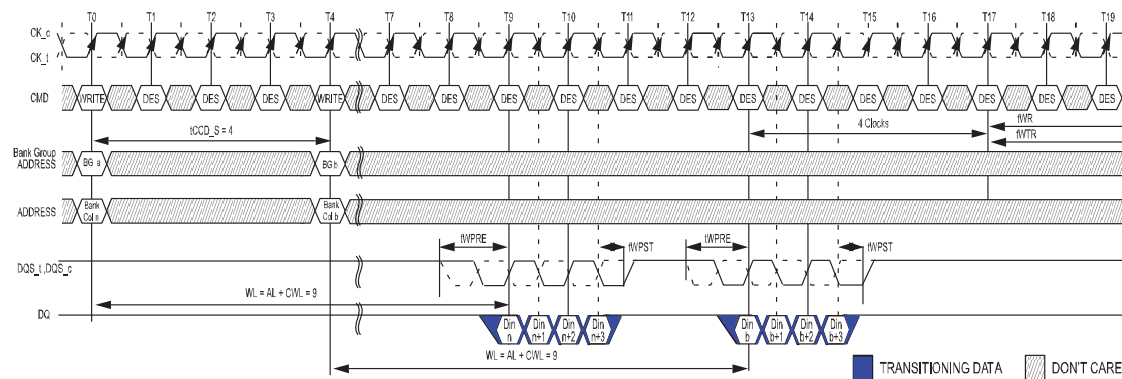 T0 T1 T2 T3 T4 T7 T8 T9 T10 T11 T12 T13 T14 T15 T16 T17 T18 T19
CK_c
CK_t
CMD WRITE DES DES DES WRITE DES DES DES DES DES DES DES DES DES DES DES DES DES
tCCD_S = 4
4 Clocks
tWR
tWTR
Bank Group
ADDRESS
BG a
BG b
ADDRESS
Bank
Col n
Bank
Col b
tWPRE
tWPST
tWPRE
tWPST
DQS_t ,DQS_c
WL = AL + CWL = 9
DQ
Din
n
Din
n+1
Din
n+2
Din
n+3
Din
b
Din
b+1
Din
b+2
Din
b+3
WL = AL + CWL = 9
TRANSITIONING DATA
DON'T CARE